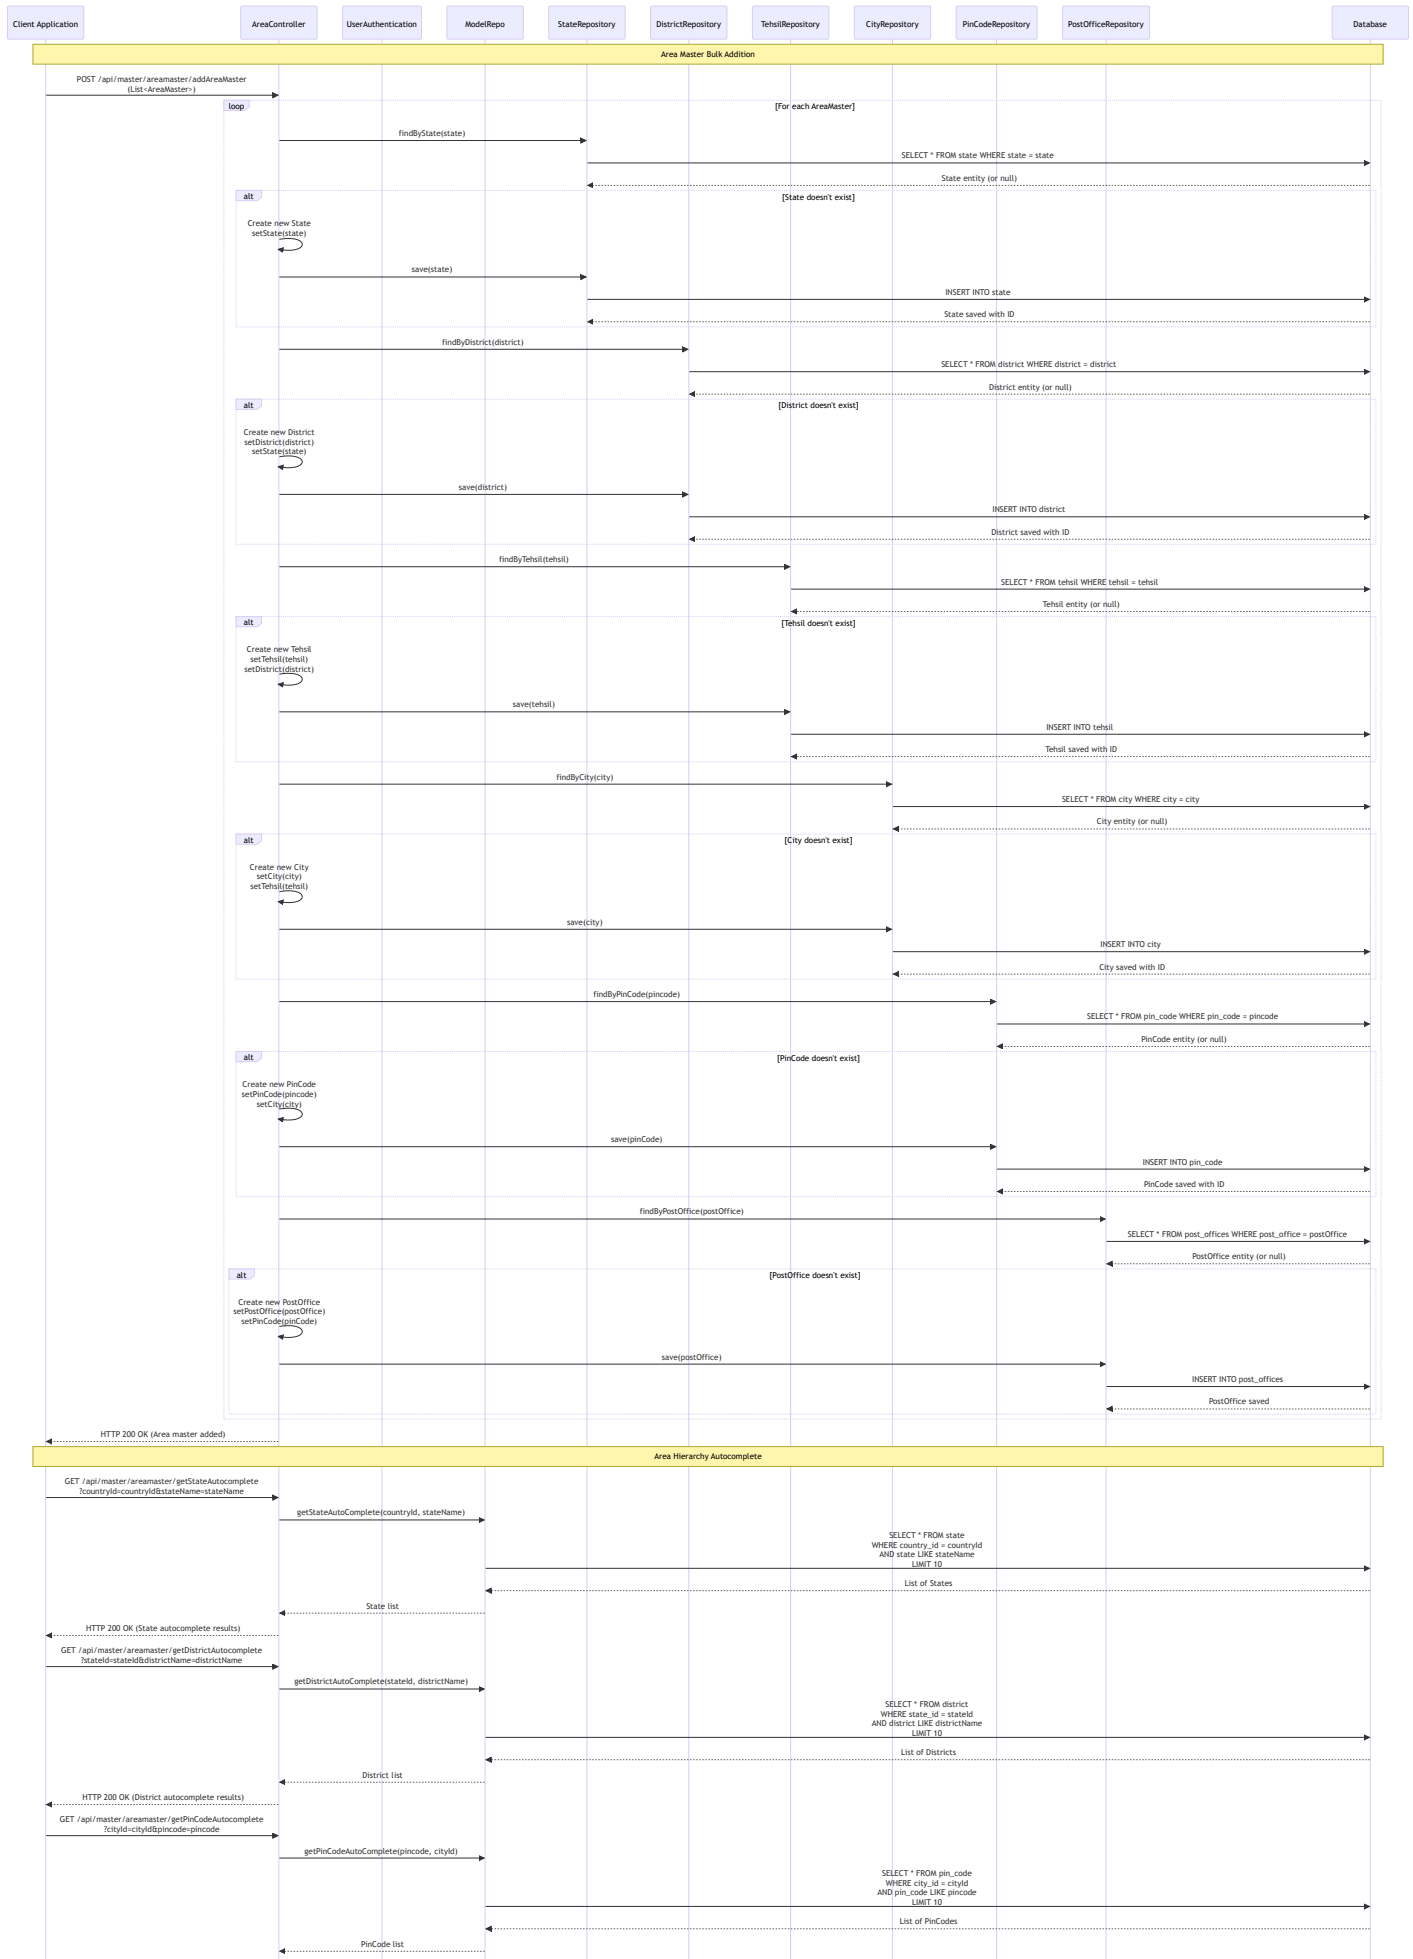 Client Application
AreaController
UserAuthentication
ModelRepo
StateRepository
DistrictRepository
TehsilRepository
CityRepository
PinCodeRepository
PostOfficeRepository
Database
Area Master Bulk Addition
POST /api/master/areamaster/addAreaMaster
(List<AreaMaster>)
loop
[For each AreaMaster]
findByState(state)
SELECT * FROM state WHERE state = state
State entity (or null)
alt
[State doesn't exist]
Create new State
setState(state)
save(state)
INSERT INTO state
State saved with ID
findByDistrict(district)
SELECT * FROM district WHERE district = district
District entity (or null)
alt
[District doesn't exist]
Create new District
setDistrict(district)
setState(state)
save(district)
INSERT INTO district
District saved with ID
findByTehsil(tehsil)
SELECT * FROM tehsil WHERE tehsil = tehsil
Tehsil entity (or null)
alt
[Tehsil doesn't exist]
Create new Tehsil
setTehsil(tehsil)
setDistrict(district)
save(tehsil)
INSERT INTO tehsil
Tehsil saved with ID
findByCity(city)
SELECT * FROM city WHERE city = city
City entity (or null)
alt
[City doesn't exist]
Create new City
setCity(city)
setTehsil(tehsil)
save(city)
INSERT INTO city
City saved with ID
findByPinCode(pincode)
SELECT * FROM pin_code WHERE pin_code = pincode
PinCode entity (or null)
alt
[PinCode doesn't exist]
Create new PinCode
setPinCode(pincode)
setCity(city)
save(pinCode)
INSERT INTO pin_code
PinCode saved with ID
findByPostOffice(postOffice)
SELECT * FROM post_offices WHERE post_office = postOffice
PostOffice entity (or null)
alt
[PostOffice doesn't exist]
Create new PostOffice
setPostOffice(postOffice)
setPinCode(pinCode)
save(postOffice)
INSERT INTO post_offices
PostOffice saved
HTTP 200 OK (Area master added)
Area Hierarchy Autocomplete
GET /api/master/areamaster/getStateAutocomplete
?countryId=countryId&stateName=stateName
getStateAutoComplete(countryId, stateName)
SELECT * FROM state
WHERE country_id = countryId
AND state LIKE stateName
LIMIT 10
List of States
State list
HTTP 200 OK (State autocomplete results)
GET /api/master/areamaster/getDistrictAutocomplete
?stateId=stateId&districtName=districtName
getDistrictAutoComplete(stateId, districtName)
SELECT * FROM district
WHERE state_id = stateId
AND district LIKE districtName
LIMIT 10
List of Districts
District list
HTTP 200 OK (District autocomplete results)
GET /api/master/areamaster/getPinCodeAutocomplete
?cityId=cityId&pincode=pincode
getPinCodeAutoComplete(pincode, cityId)
SELECT * FROM pin_code
WHERE city_id = cityId
AND pin_code LIKE pincode
LIMIT 10
List of PinCodes
PinCode list